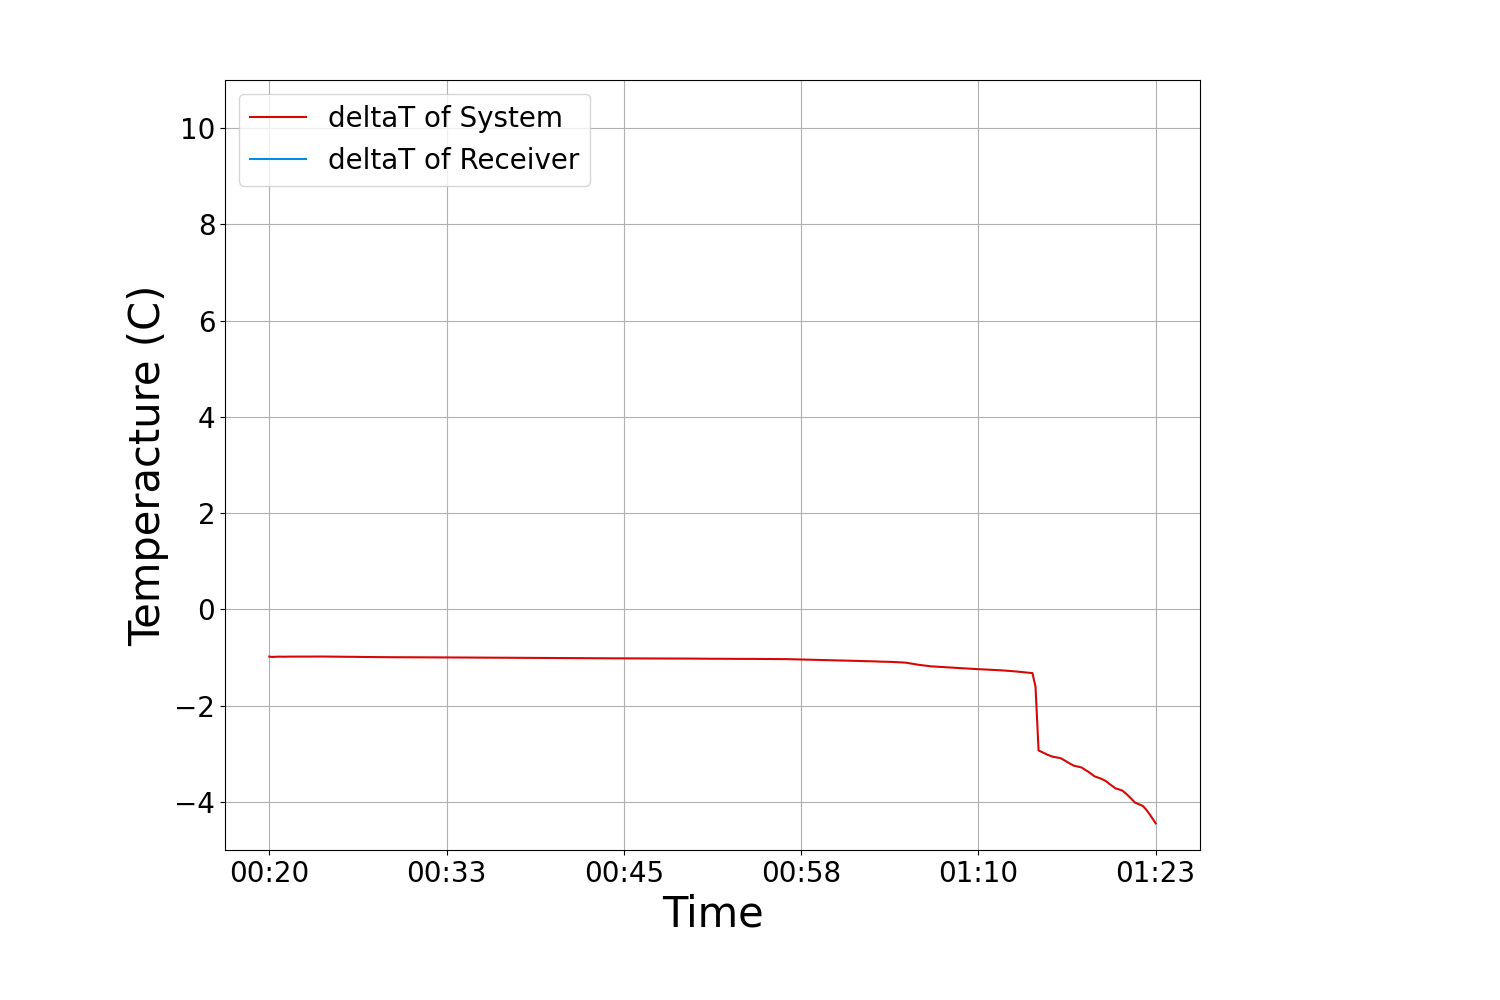 deltaT of System
deltaT of Receiver
10
8
6
4
2
0
−2
−4
Temperacture (C)
00:20 00:33 00:45 00:58 01:10 01:23
Time